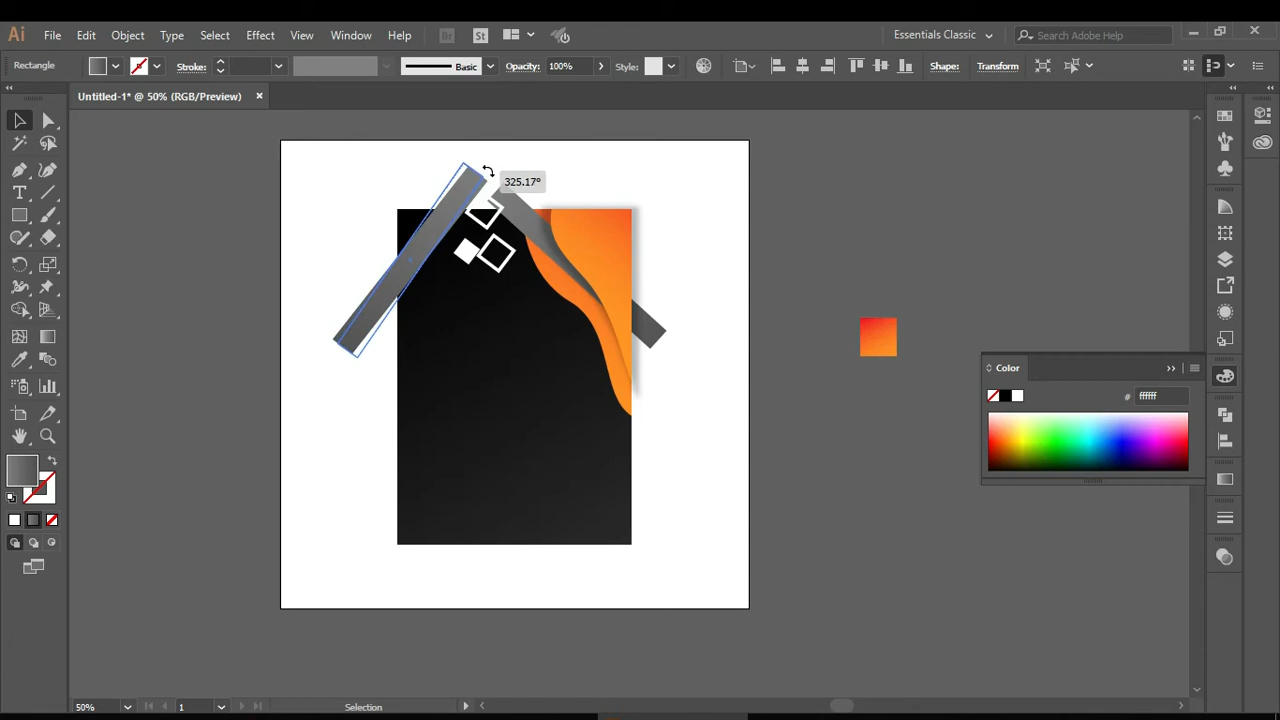 Ai File Edit Object Type Select Effect View Window Help Br St Essentials Classic Search Adobe Help
Rectangle Stroke: Basic Opacity: 100% Style: Shape: Transform
Untitled-1* @ 50% (RGB/Preview)
325.17°
Color
# ffffff
50% 1 Selection